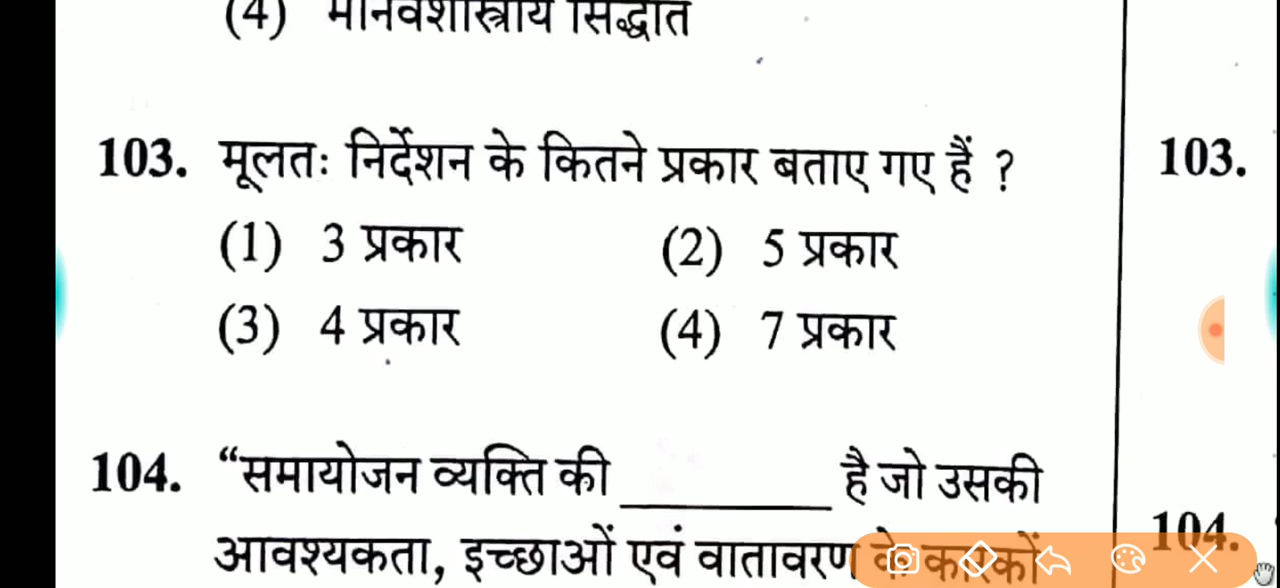 (4) मानवशास्त्रीय सिद्धांत
103. मूलतः निर्देशन के कितने प्रकार बताए गए हैं ?
(1) 3 प्रकार (2) 5 प्रकार
(3) 4 प्रकार (4) 7 प्रकार
104. “समायोजन व्यक्ति की ________ है जो उसकी
आवश्यकता, इच्छाओं एवं वातावरण के कारकों
103.
104.